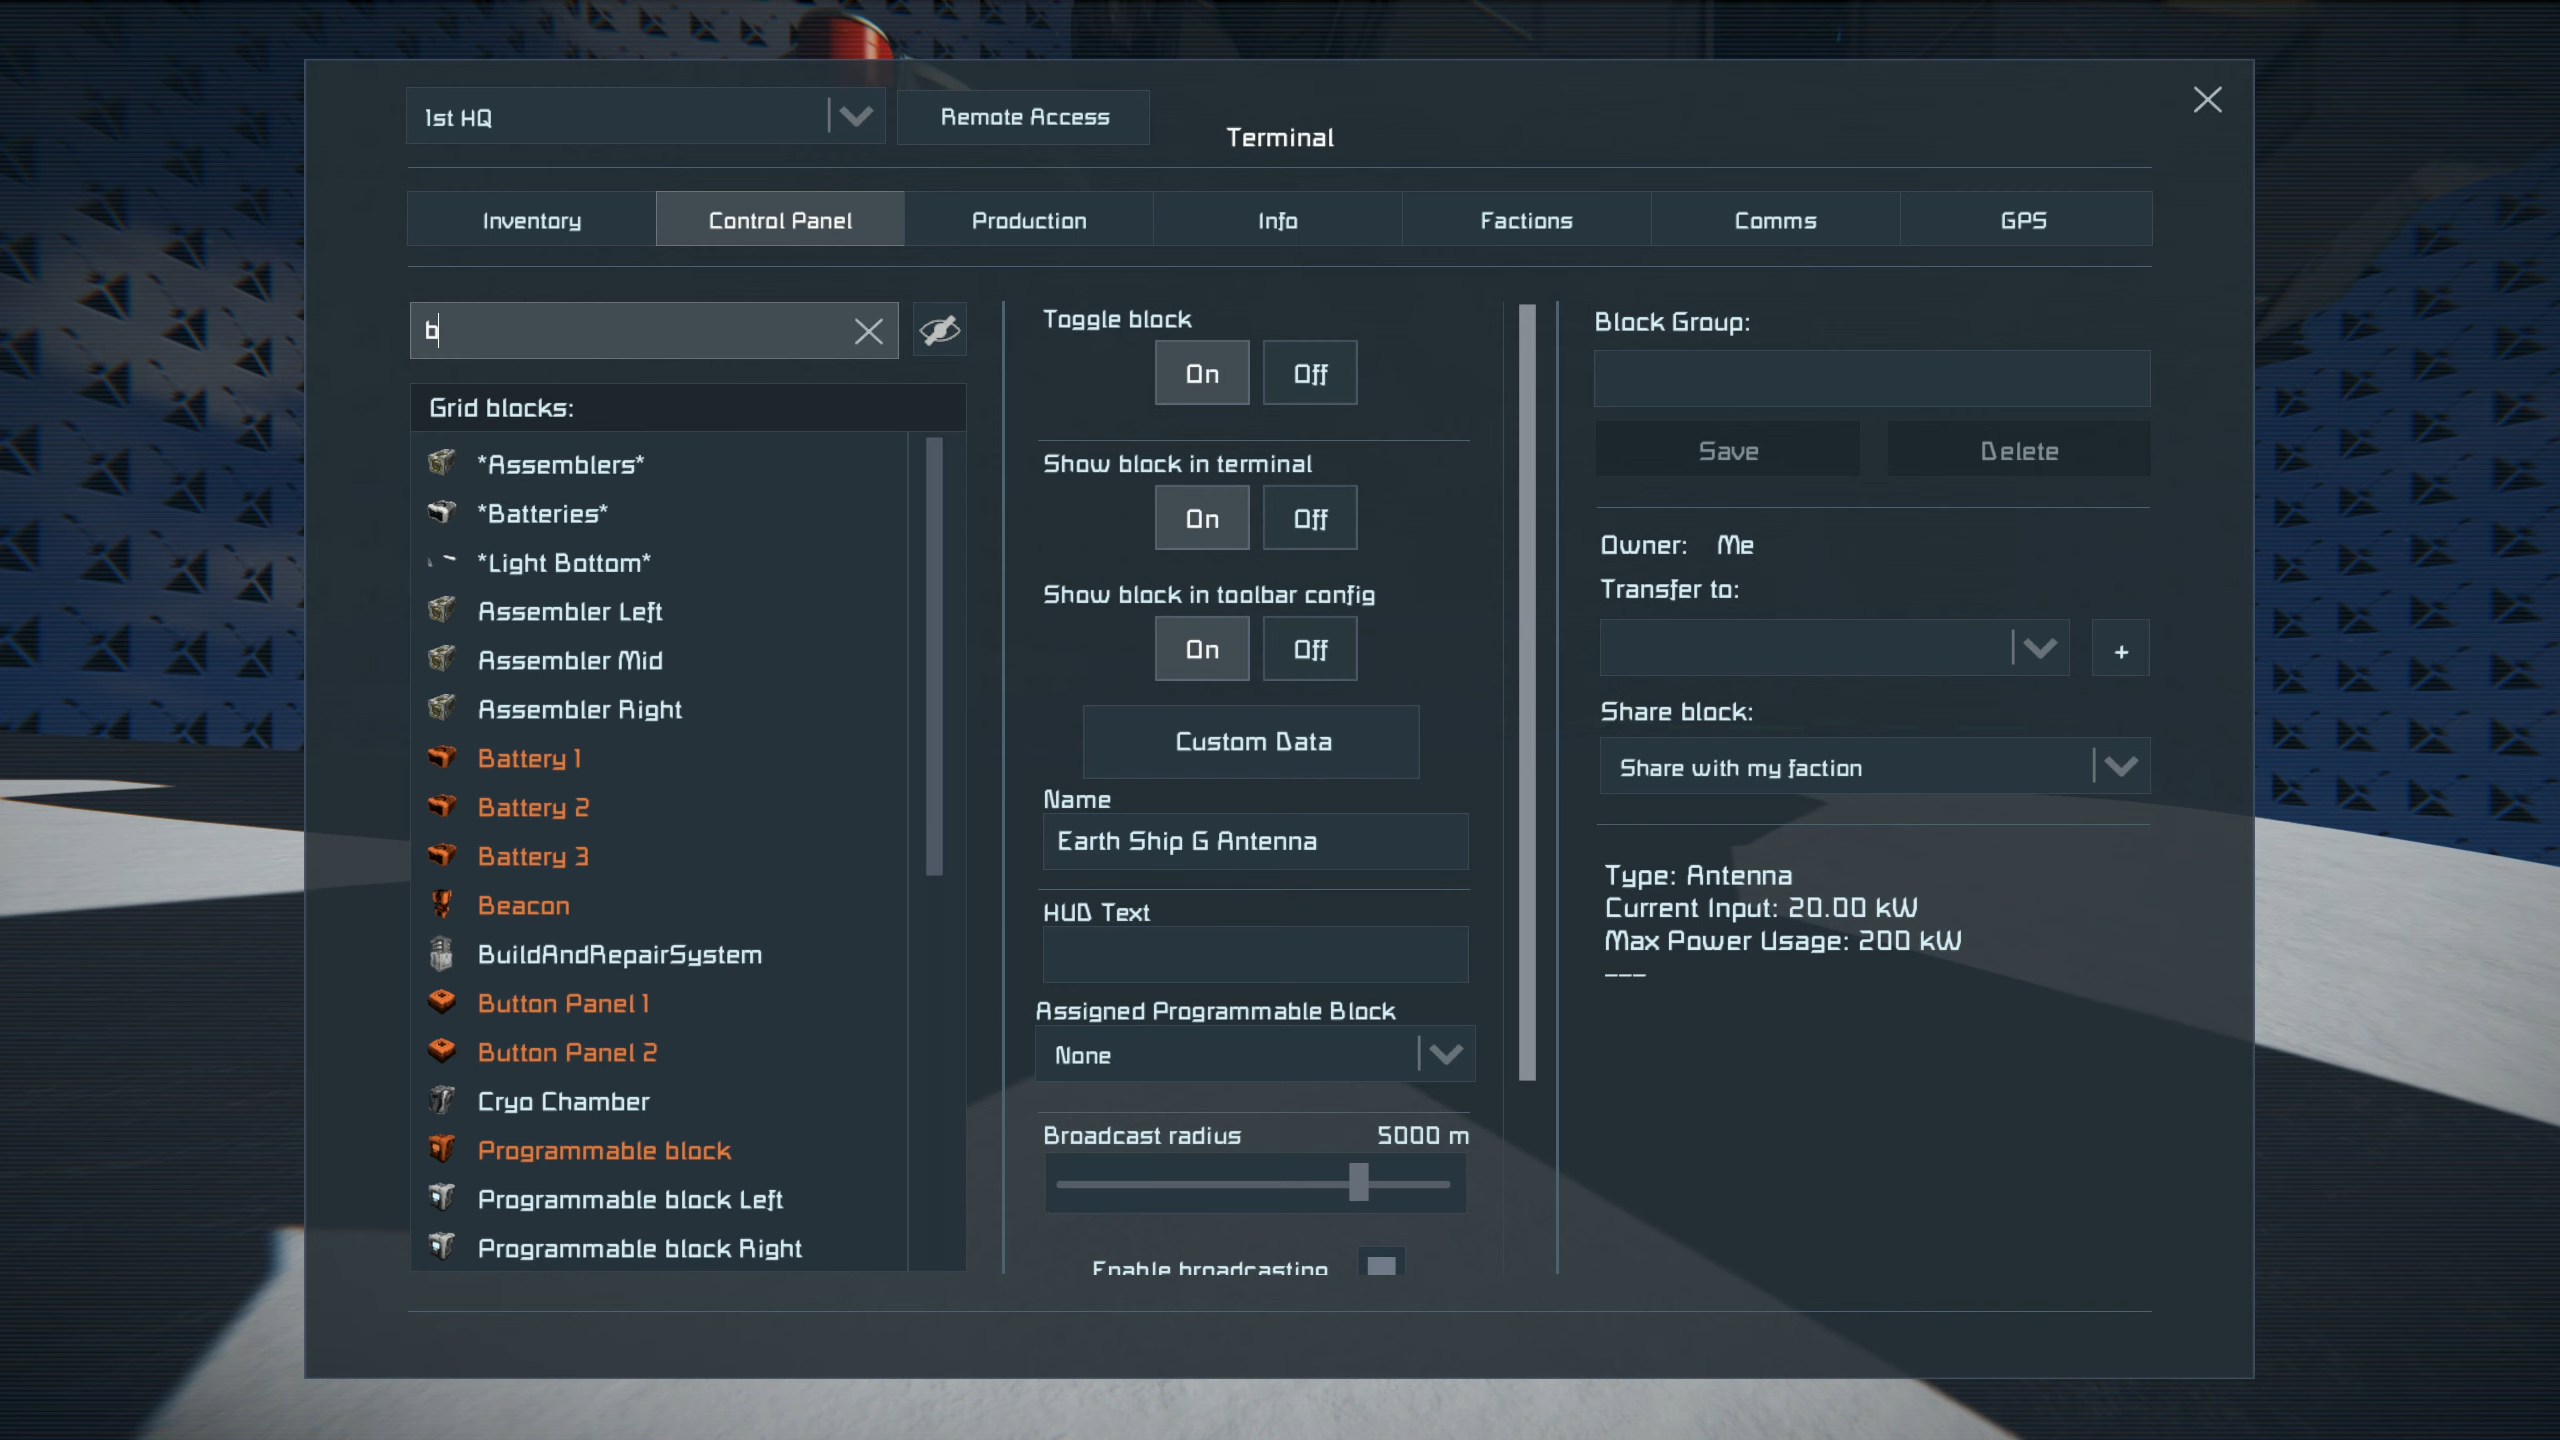 1st HQ
Remote Access
Terminal
Inventory
Control Panel
Production
Info
Factions
Comms
GPS
b
Grid blocks:
*Assemblers*
*Batteries*
*Light Bottom*
Assembler Left
Assembler Mid
Assembler Right
Battery 1
Battery 2
Battery 3
Beacon
BuildAndRepairSystem
Button Panel 1
Button Panel 2
Cryo Chamber
Programmable block
Programmable block Left
Programmable block Right
Toggle block
On
Off
Show block in terminal
On
Off
Show block in toolbar config
On
Off
Custom Data
Name
Earth Ship G Antenna
HUD Text
Assigned Programmable Block
None
Broadcast radius
5000 m
Enable broadcasting
Block Group:
Save
Delete
Owner: Me
Transfer to:
+
Share block:
Share with my faction
Type: Antenna
Current Input: 20.00 kW
Max Power Usage: 200 kW
---